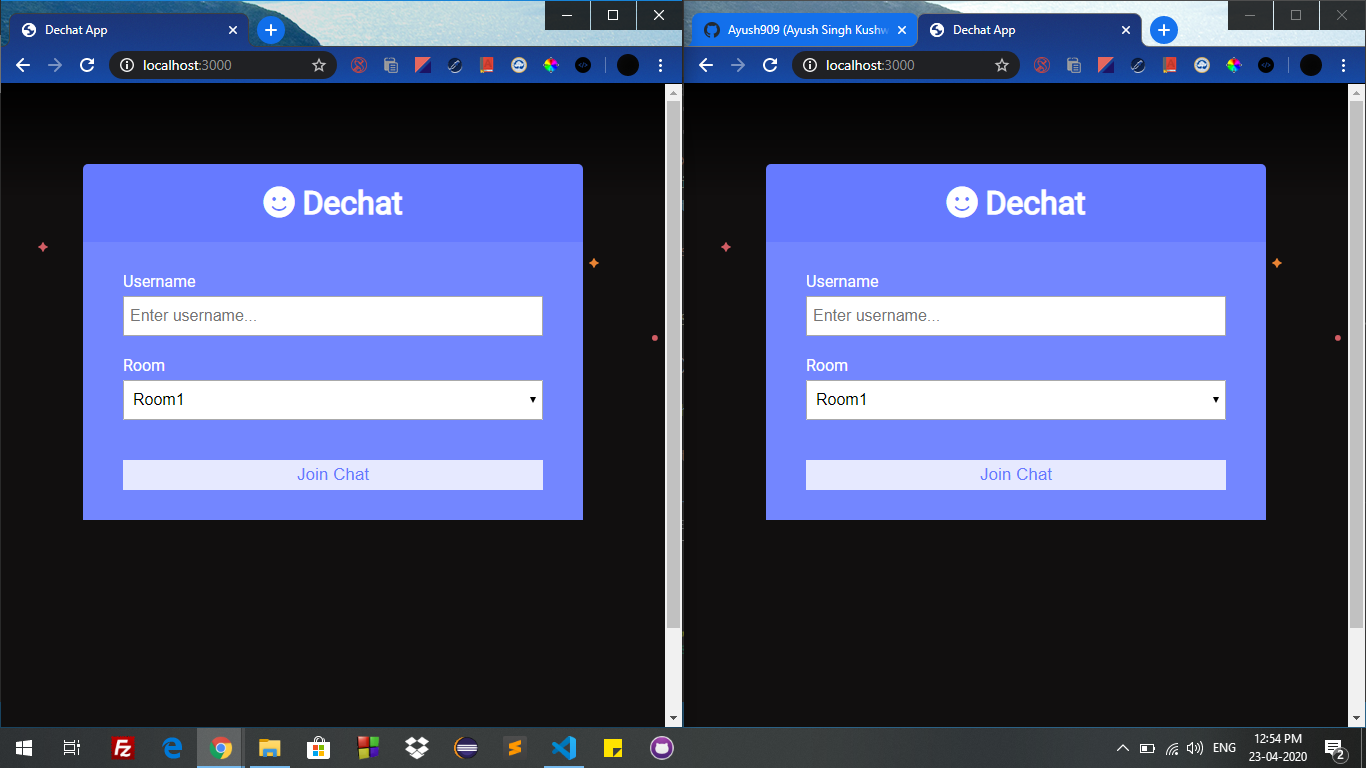 Dechat App
localhost:3000
Dechat
Username
Enter username...
Room
Room1
Join Chat
Ayush909 (Ayush Singh Kushw
Dechat App
localhost:3000
Dechat
Username
Enter username...
Room
Room1
Join Chat
Fz
ENG
12:54 PM
23-04-2020
2